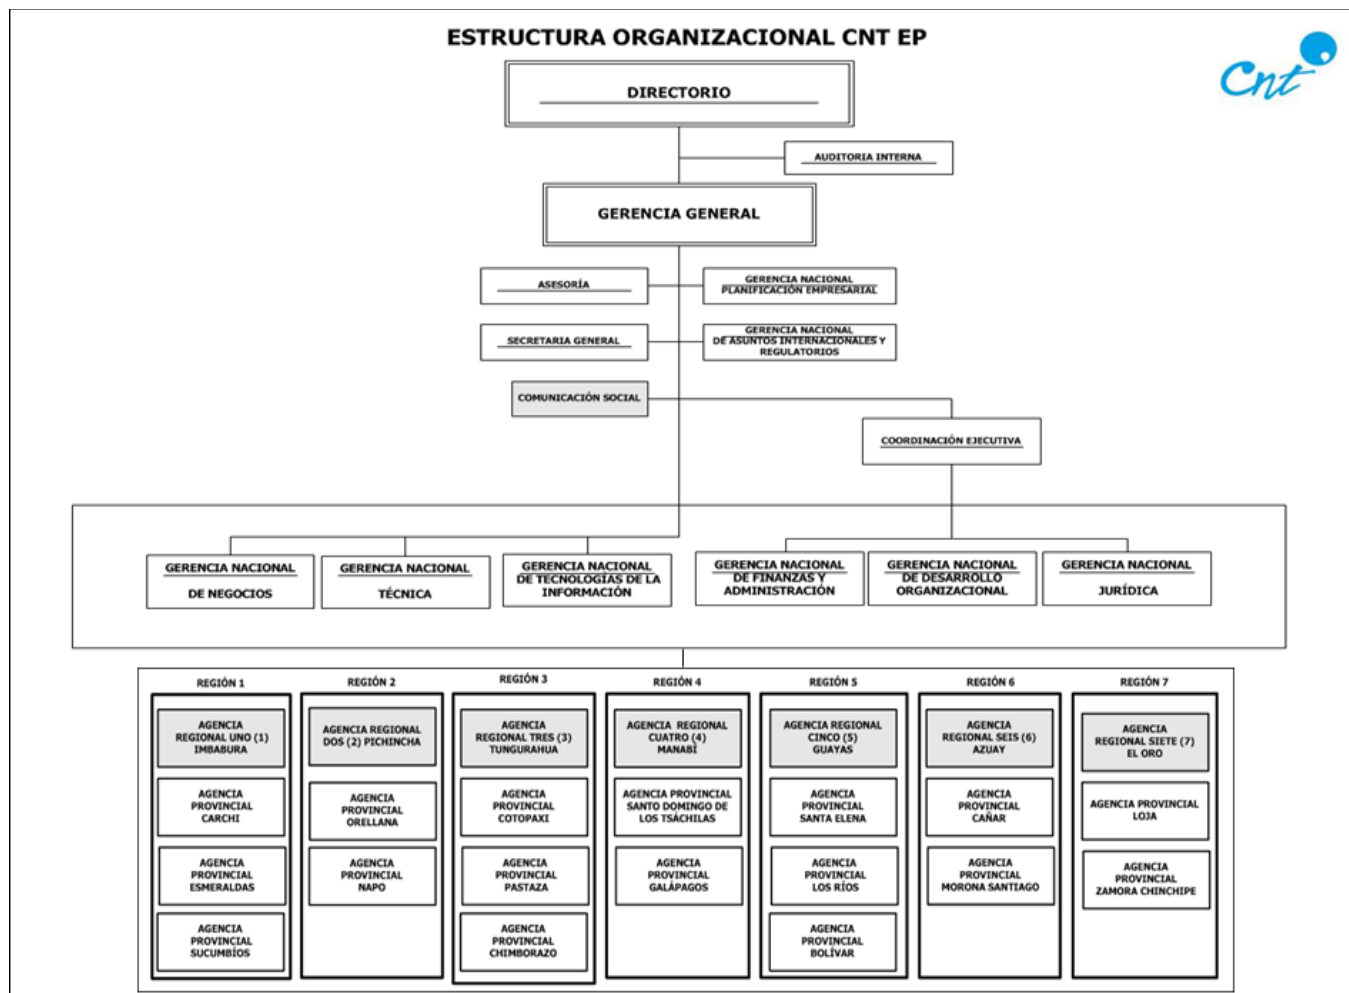 ESTRUCTURA ORGANIZACIONAL CNT EP
cnt
DIRECTORIO
AUDITORIA INTERNA
GERENCIA GENERAL
ASESORÍA
GERENCIA NACIONAL
PLANIFICACIÓN EMPRESARIAL
SECRETARIA GENERAL
GERENCIA NACIONAL
DE ASUNTOS INTERNACIONALES Y
REGULATORIOS
COMUNICACIÓN SOCIAL
COORDINACIÓN EJECUTIVA
GERENCIA NACIONAL
DE NEGOCIOS
GERENCIA NACIONAL
TÉCNICA
GERENCIA NACIONAL
DE TECNOLOGÍAS DE LA
INFORMACIÓN
GERENCIA NACIONAL
DE FINANZAS Y
ADMINISTRACIÓN
GERENCIA NACIONAL
DE DESARROLLO
ORGANIZACIONAL
GERENCIA NACIONAL
JURÍDICA
REGIÓN 1
AGENCIA
REGIONAL UNO (1)
IMBABURA
AGENCIA
PROVINCIAL
CARCHI
AGENCIA
PROVINCIAL
ESMERALDAS
AGENCIA
PROVINCIAL
SUCUMBÍOS
REGIÓN 2
AGENCIA REGIONAL
DOS (2) PICHINCHA
AGENCIA
PROVINCIAL
ORELLANA
AGENCIA
PROVINCIAL
NAPO
REGIÓN 3
AGENCIA
REGIONAL TRES (3)
TUNGURAHUA
AGENCIA
PROVINCIAL
COTOPAXI
AGENCIA
PROVINCIAL
PASTAZA
AGENCIA
PROVINCIAL
CHIMBORAZO
REGIÓN 4
AGENCIA REGIONAL
CUATRO (4)
MANABÌ
AGENCIA PROVINCIAL
SANTO DOMINGO DE
LOS TSÁCHILAS
AGENCIA
PROVINCIAL
GALÁPAGOS
REGIÓN 5
AGENCIA REGIONAL
CINCO (5)
GUAYAS
AGENCIA
PROVINCIAL
SANTA ELENA
AGENCIA
PROVINCIAL
LOS RÍOS
AGENCIA
PROVINCIAL
BOLÍVAR
REGIÓN 6
AGENCIA
REGIONAL SEIS (6)
AZUAY
AGENCIA
PROVINCIAL
CAÑAR
AGENCIA
PROVINCIAL
MORONA SANTIAGO
REGIÓN 7
AGENCIA
REGIONAL SIETE (7)
EL ORO
AGENCIA PROVINCIAL
LOJA
AGENCIA
PROVINCIAL
ZAMORA CHINCHIPE